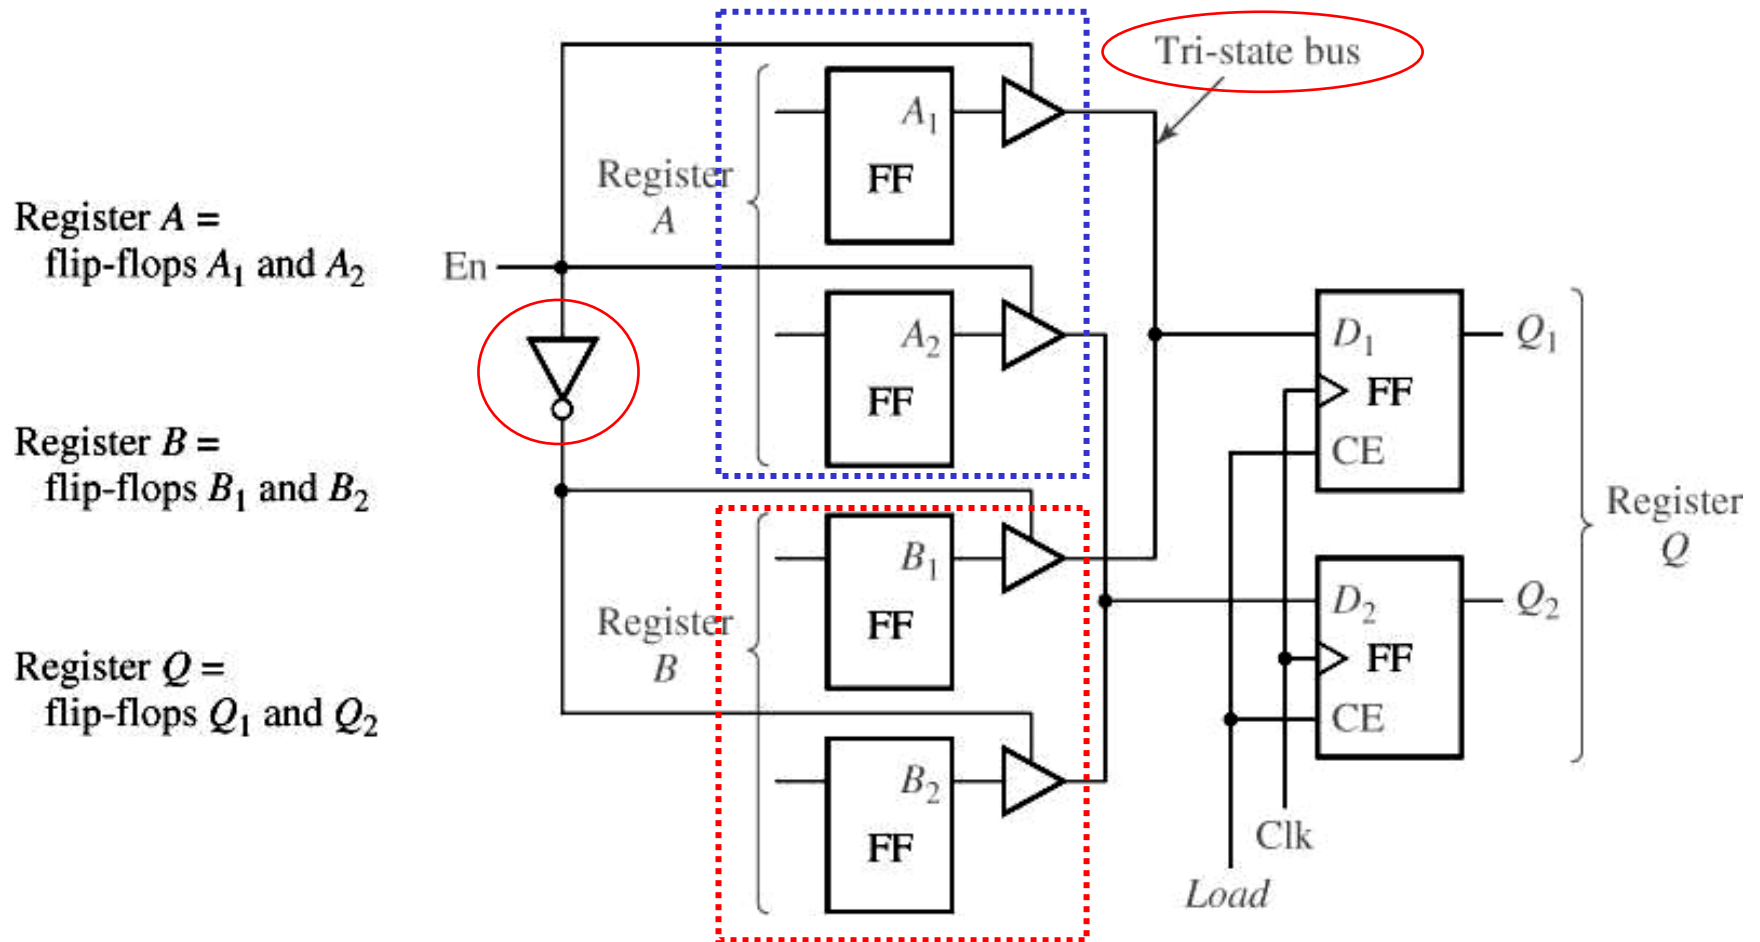 Register A =
flip-flops A₁ and A₂
Register B =
flip-flops B₁ and B₂
Register Q =
flip-flops Q₁ and Q₂
En
Register
A
A₁
FF
A₂
FF
Register
B
B₁
FF
B₂
FF
Tri-state bus
D₁
FF
CE
Q₁
D₂
FF
CE
Q₂
Register
Q
Clk
Load